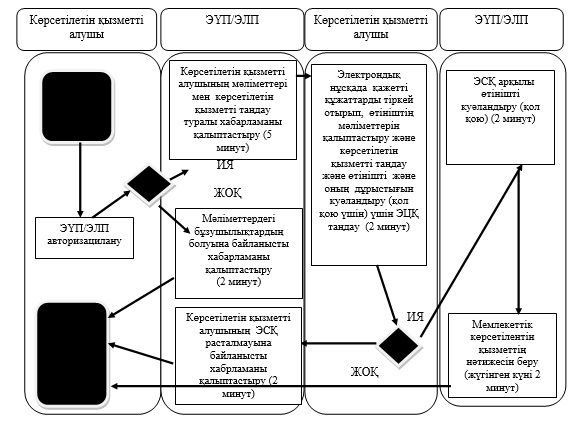 Көрсетілетін қызметті
алушы
ЭҮП/ЭЛП
Көрсетілетін қызметті
алушы
ЭҮП/ЭЛП
ЭҮП/ЭЛП
авторизацилану
Көрсетілетін қызметті
алушының мәліметтері
мен көрсетілетін
қызметті таңдау
туралы хабарламаны
қалыптастыру (5
минут)
ИЯ
ЖОҚ
Мәліметтердегі
бұзушылықтардың
болуына байланысты
хабарламаны
қалыптастыру
(2 минут)
Көрсетілетін қызметті
алушының ЭСҚ
расталмауына
байланысты
хабрламаны
қалыптастыру (2
минут)
Электрондық
нұсқада қажетті
құжаттарды тіркей
отырып, өтініштің
мәліметтерін
қалыптастыру және
көрсетілетін
қызметті таңдау
және өтінішті және
оның дұрыстығын
куәландыру (қол
қою үшін) үшін ЭЦҚ
таңдау (2 минут)
ИЯ
ЖОҚ
ЭСҚ арқылы
өтінішті
куәландыру (қол
қою) (2 минут)
Мемлекеттік
көрсетілентін
қызметтің
нәтижесін беру
(жүгінген күні 2
минут)